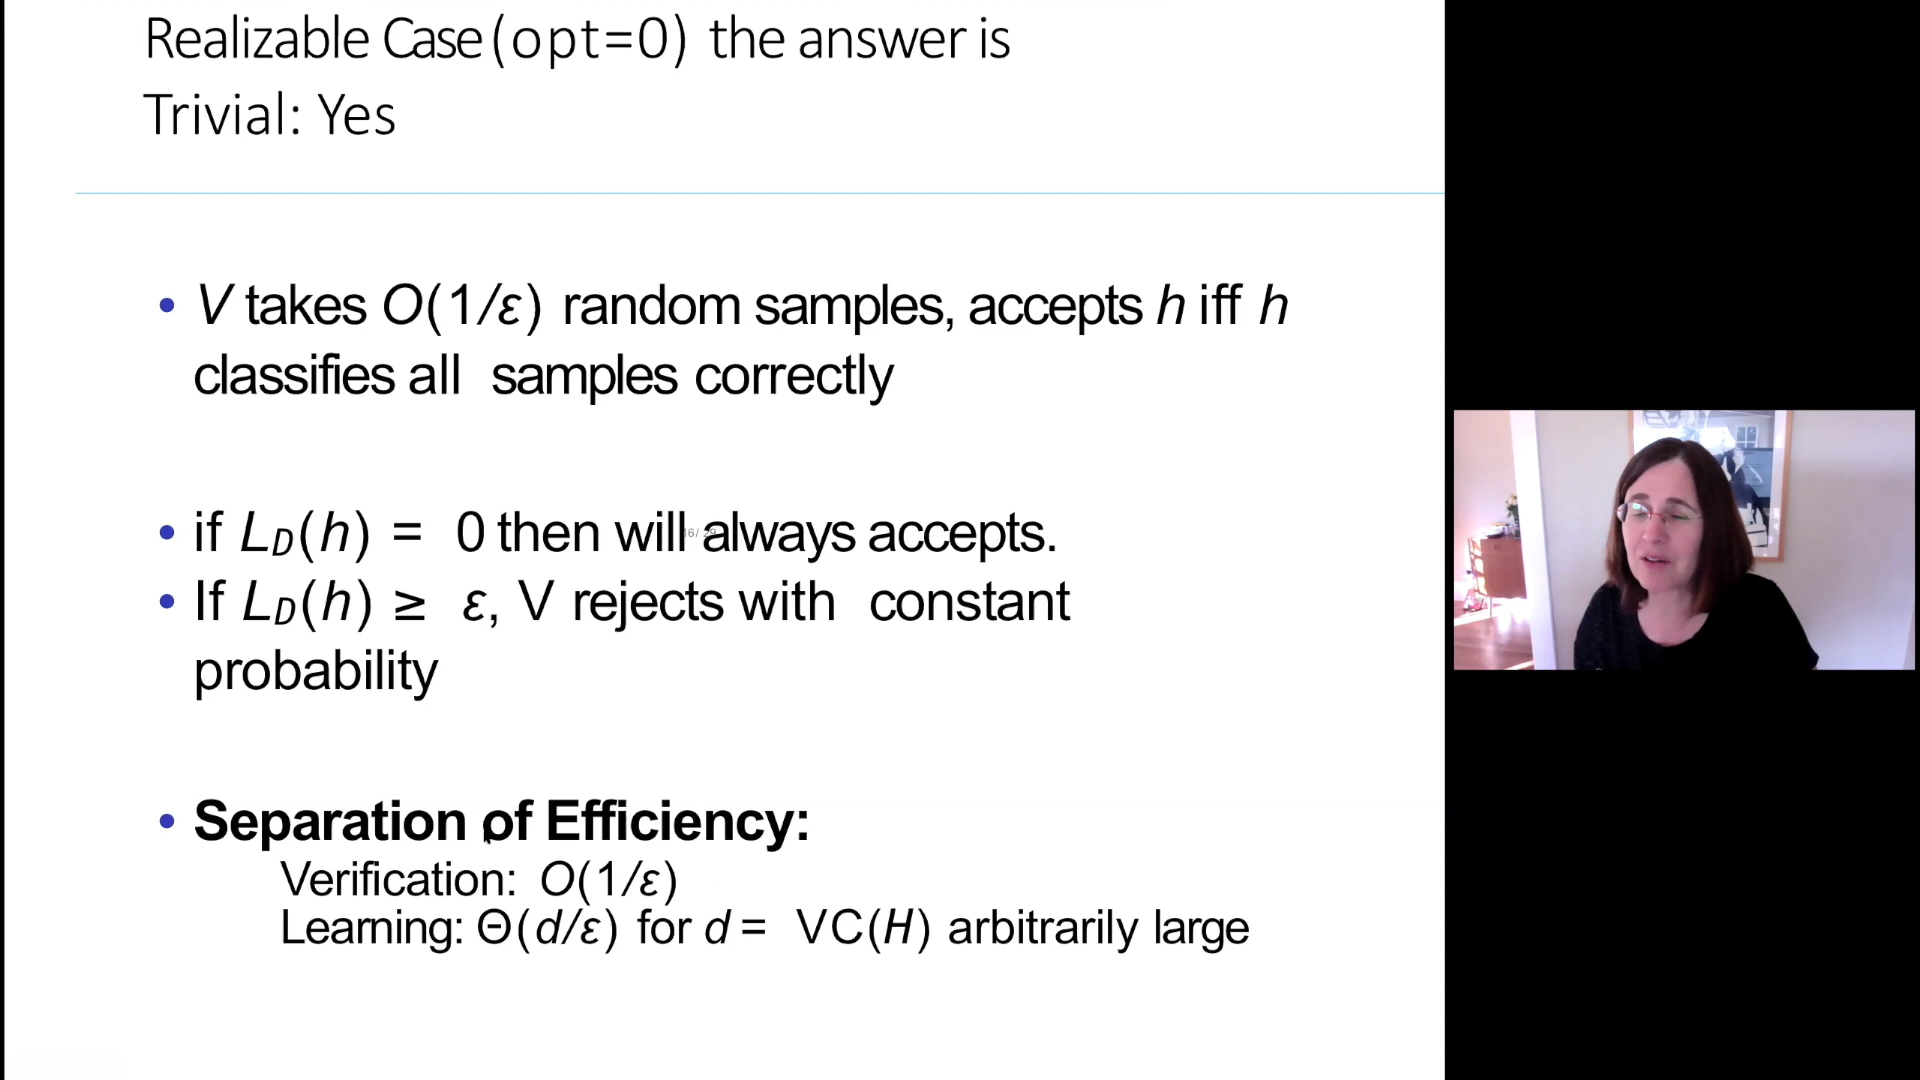 Realizable Case(opt=0) the answer is
Trivial: Yes
• V takes O(1/ε) random samples, accepts h iff h
classifies all samples correctly
• if L_D(h) = 0 then will always accepts.
• If L_D(h) ≥ ε, V rejects with constant
probability
• Separation of Efficiency:
Verification: O(1/ε)
Learning: Θ(d/ε) for d = VC(H) arbitrarily large